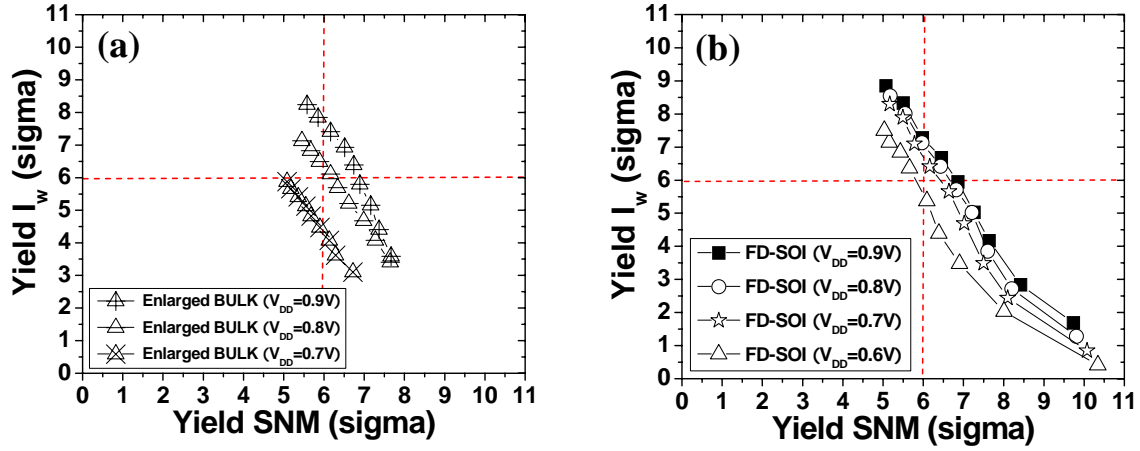 (a)
Yield I_w (sigma)
11
10
9
8
7
6
5
4
3
2
1
0
Enlarged BULK (V_DD=0.9V)
Enlarged BULK (V_DD=0.8V)
Enlarged BULK (V_DD=0.7V)
0 1 2 3 4 5 6 7 8 9 10 11
Yield SNM (sigma)
(b)
Yield I_w (sigma)
11
10
9
8
7
6
5
4
3
2
1
0
FD-SOI (V_DD=0.9V)
FD-SOI (V_DD=0.8V)
FD-SOI (V_DD=0.7V)
FD-SOI (V_DD=0.6V)
0 1 2 3 4 5 6 7 8 9 10 11
Yield SNM (sigma)